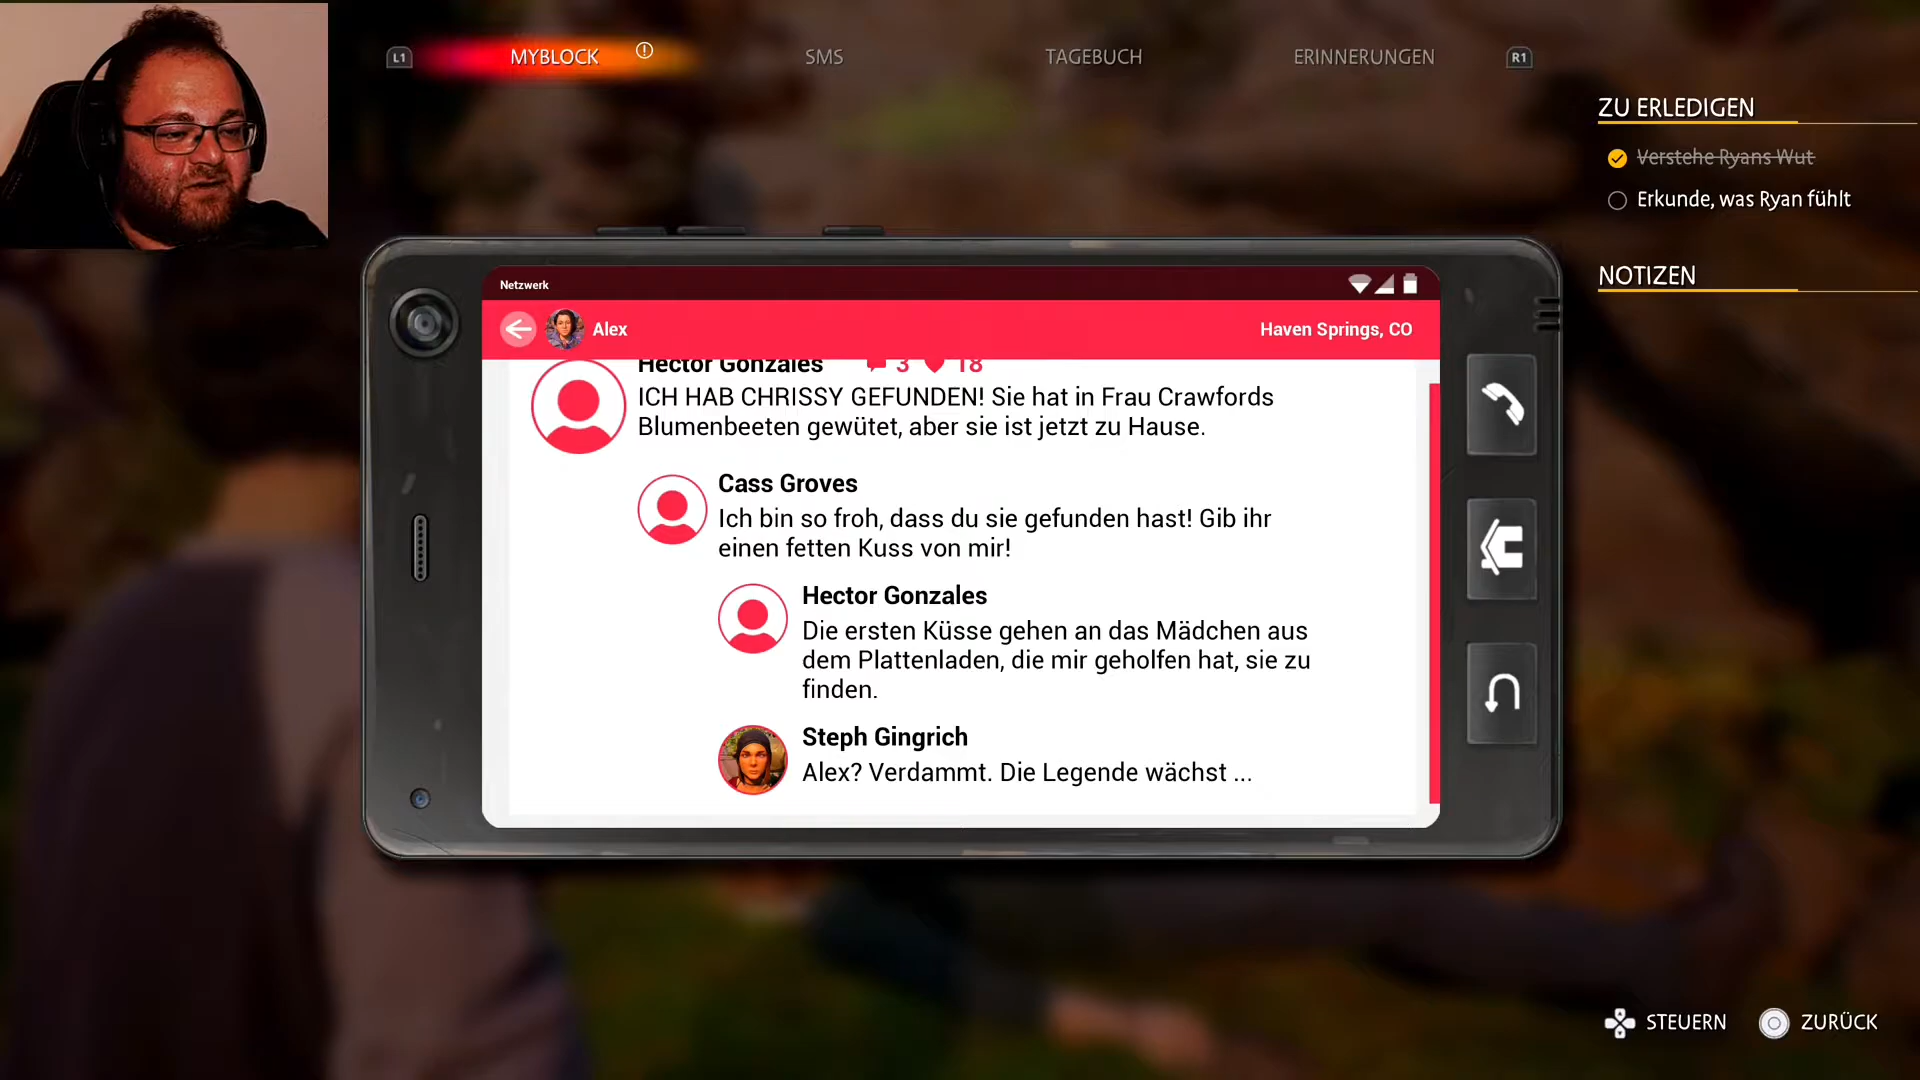 L1
MYBLOCK
SMS
TAGEBUCH
ERINNERUNGEN
R1
ZU ERLEDIGEN
Verstehe Ryans Wut
Erkunde, was Ryan fühlt
NOTIZEN
Netzwerk
Alex
Haven Springs, CO
Hector Gonzales 3 18
ICH HAB CHRISSY GEFUNDEN! Sie hat in Frau Crawfords
Blumenbeeten gewütet, aber sie ist jetzt zu Hause.
Cass Groves
Ich bin so froh, dass du sie gefunden hast! Gib ihr
einen fetten Kuss von mir!
Hector Gonzales
Die ersten Küsse gehen an das Mädchen aus
dem Plattenladen, die mir geholfen hat, sie zu
finden.
Steph Gingrich
Alex? Verdammt. Die Legende wächst ...
STEUERN
ZURÜCK